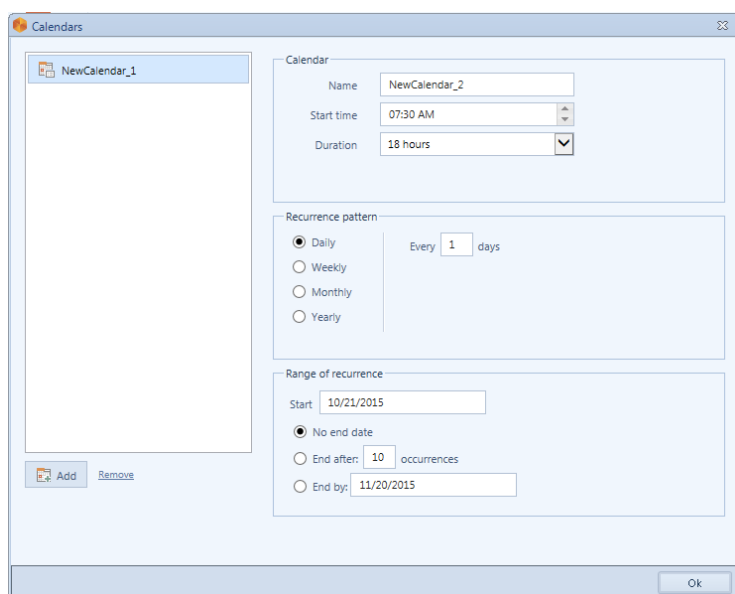 Calendars
NewCalendar_1
Add Remove
Calendar
Name NewCalendar_2
Start time 07:30 AM
Duration 18 hours
Recurrence pattern
Daily Every 1 days
Weekly
Monthly
Yearly
Range of recurrence
Start 10/21/2015
No end date
End after: 10 occurrences
End by: 11/20/2015
Ok